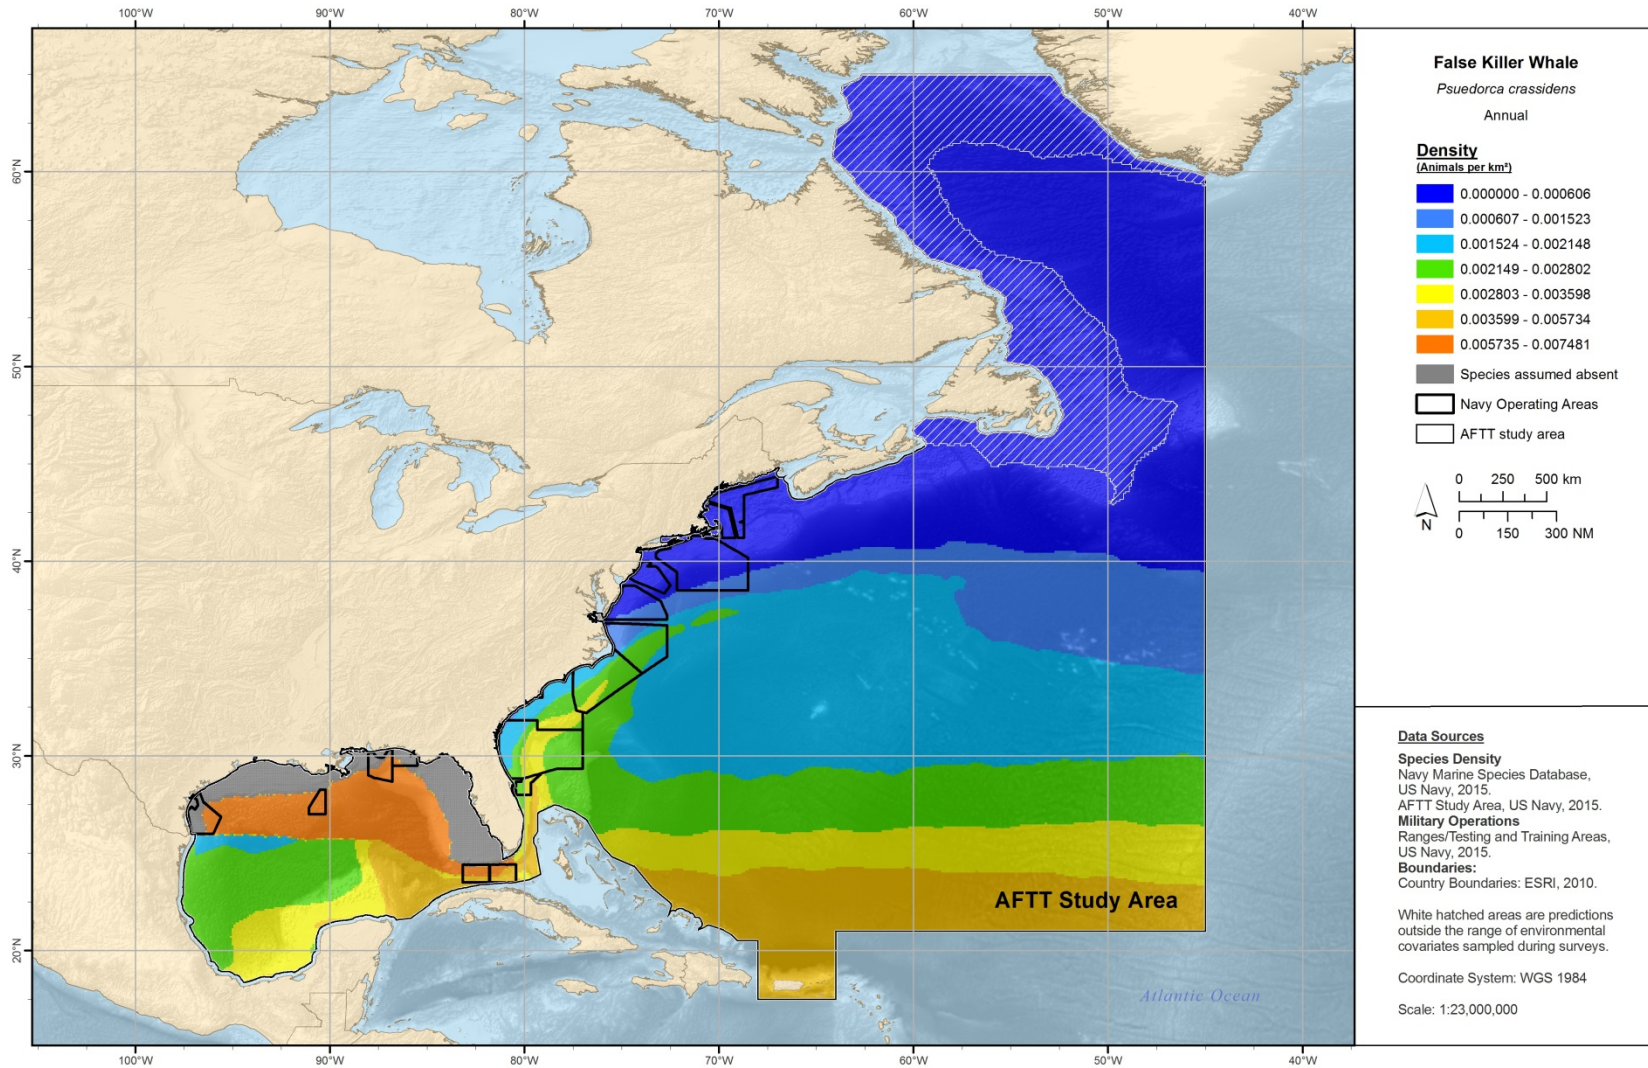 100°W 90°W 80°W 70°W 60°W 50°W 40°W
60°N
50°N
40°N
30°N
20°N
AFTT Study Area
Atlantic Ocean
100°W 90°W 80°W 70°W 60°W 50°W 40°W
False Killer Whale
Psuedorca crassidens
Annual
Density
(Animals per km²)
0.000000 - 0.000606
0.000607 - 0.001523
0.001524 - 0.002148
0.002149 - 0.002802
0.002803 - 0.003598
0.003599 - 0.005734
0.005735 - 0.007481
Species assumed absent
Navy Operating Areas
AFTT study area
N
0 250 500 km
0 150 300 NM
Data Sources
Species Density
Navy Marine Species Database,
US Navy, 2015.
AFTT Study Area, US Navy, 2015.
Military Operations
Ranges/Testing and Training Areas,
US Navy, 2015.
Boundaries:
Country Boundaries: ESRI, 2010.
White hatched areas are predictions
outside the range of environmental
covariates sampled during surveys.
Coordinate System: WGS 1984
Scale: 1:23,000,000